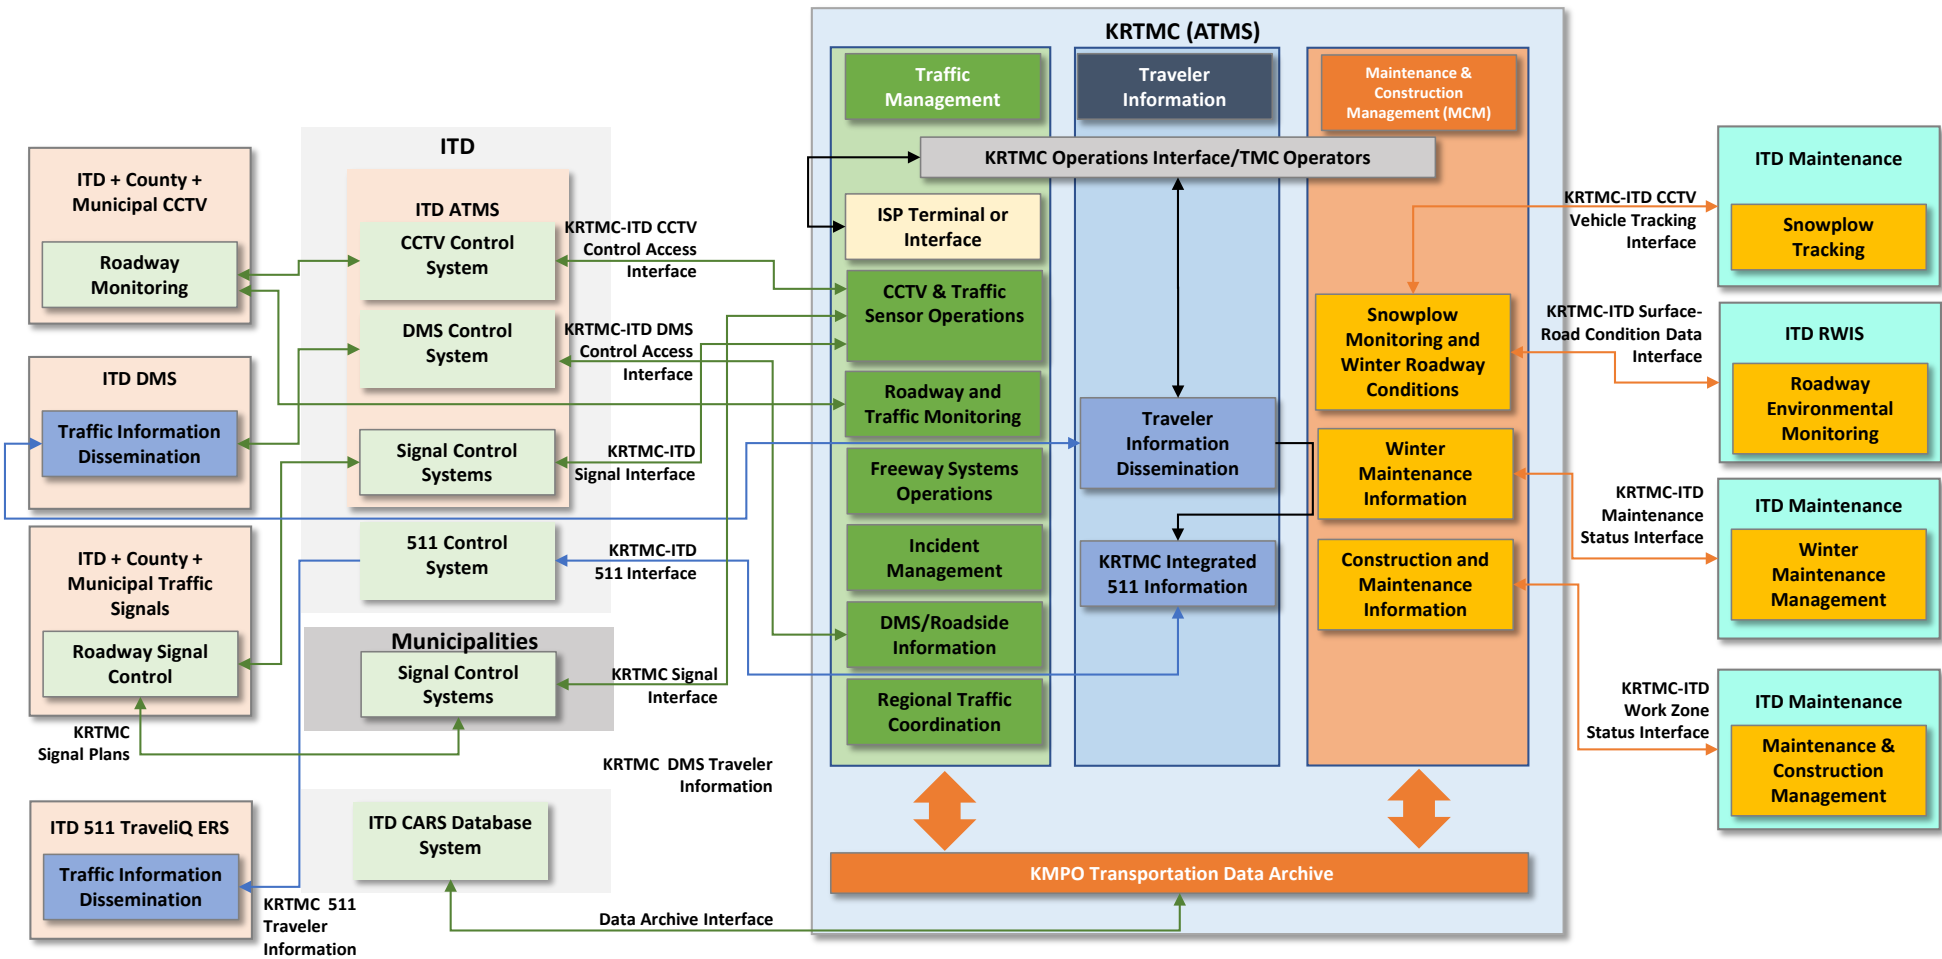 KRTMC (ATMS)
Traffic
Management
Traveler
Information
Maintenance &
Construction
Management (MCM)
KRTMC Operations Interface/TMC Operators
ISP Terminal or
Interface
CCTV & Traffic
Sensor Operations
Roadway and
Traffic Monitoring
Freeway Systems
Operations
Incident
Management
DMS/Roadside
Information
Regional Traffic
Coordination
Traveler
Information
Dissemination
KRTMC Integrated
511 Information
Snowplow
Monitoring and
Winter Roadway
Conditions
Winter
Maintenance
Information
Construction and
Maintenance
Information
KMPO Transportation Data Archive
ITD + County +
Municipal CCTV
Roadway
Monitoring
ITD DMS
Traffic Information
Dissemination
ITD + County +
Municipal Traffic
Signals
Roadway Signal
Control
KRTMC
Signal Plans
ITD 511 TraveliQ ERS
Traffic Information
Dissemination
KRTMC 511
Traveler
Information
ITD
ITD ATMS
CCTV Control
System
DMS Control
System
Signal Control
Systems
511 Control
System
Municipalities
Signal Control
Systems
ITD CARS Database
System
KRTMC-ITD CCTV
Control Access
Interface
KRTMC-ITD DMS
Control Access
Interface
KRTMC-ITD
Signal Interface
KRTMC-ITD
511 Interface
KRTMC Signal
Interface
KRTMC DMS Traveler
Information
Data Archive Interface
KRTMC-ITD CCTV
Vehicle Tracking
Interface
KRTMC-ITD Surface-
Road Condition Data
Interface
KRTMC-ITD
Maintenance
Status Interface
KRTMC-ITD
Work Zone
Status Interface
ITD Maintenance
Snowplow
Tracking
ITD RWIS
Roadway
Environmental
Monitoring
ITD Maintenance
Winter
Maintenance
Management
ITD Maintenance
Maintenance &
Construction
Management